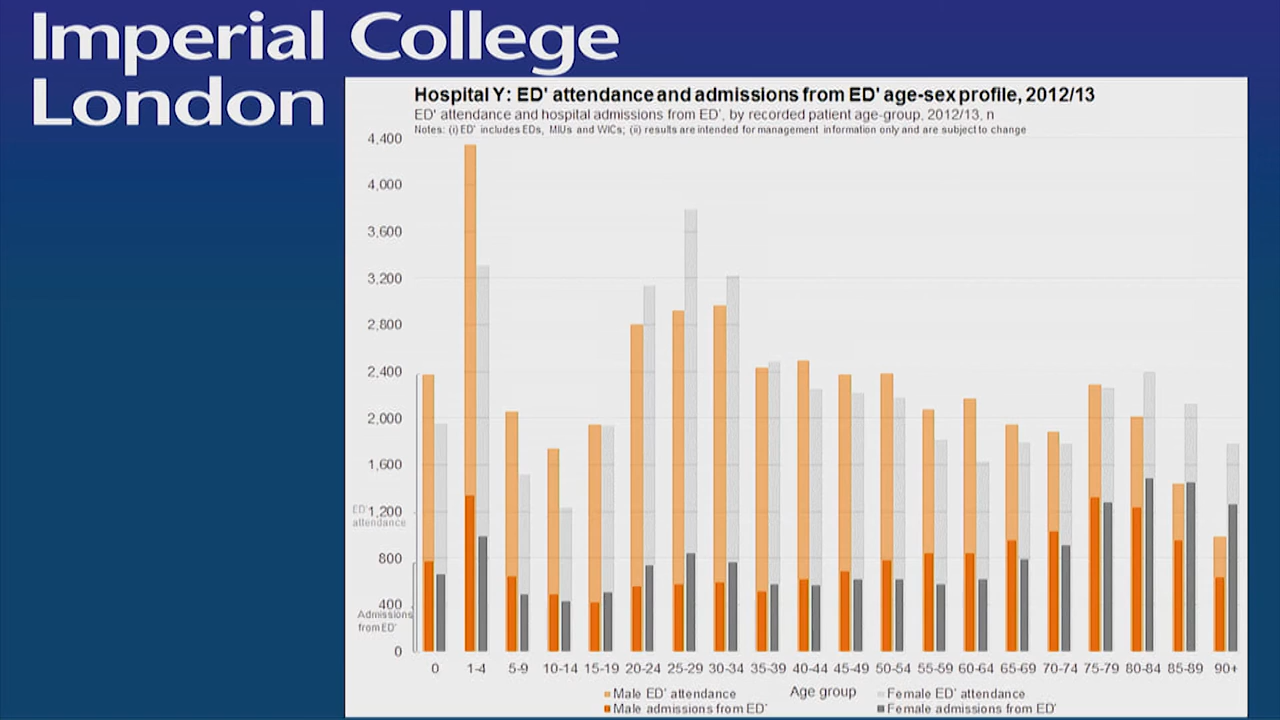 Imperial College
London
Hospital Y: ED' attendance and admissions from ED' age-sex profile, 2012/13
ED' attendance and hospital admissions from ED', by recorded patient age-group, 2012/13, n
Notes: (i) ED' includes EDs, MIUs and WICs; (ii) results are intended for management information only and are subject to change
4,400
4,000
3,600
3,200
2,800
2,400
2,000
1,600
ED' 1,200
attendance
800
400
Admissions
from ED'
0
0 1-4 5-9 10-14 15-19 20-24 25-29 30-34 35-39 40-44 45-49 50-54 55-59 60-64 65-69 70-74 75-79 80-84 85-89 90+
Male ED' attendance Age group Female ED' attendance
Male admissions from ED' Female admissions from ED'